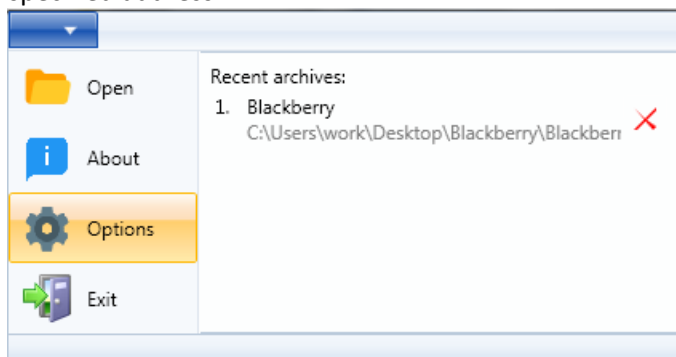 Open
About
Options
Exit
Recent archives:
1. Blackberry
C:\Users\work\Desktop\Blackberry\Blackberr